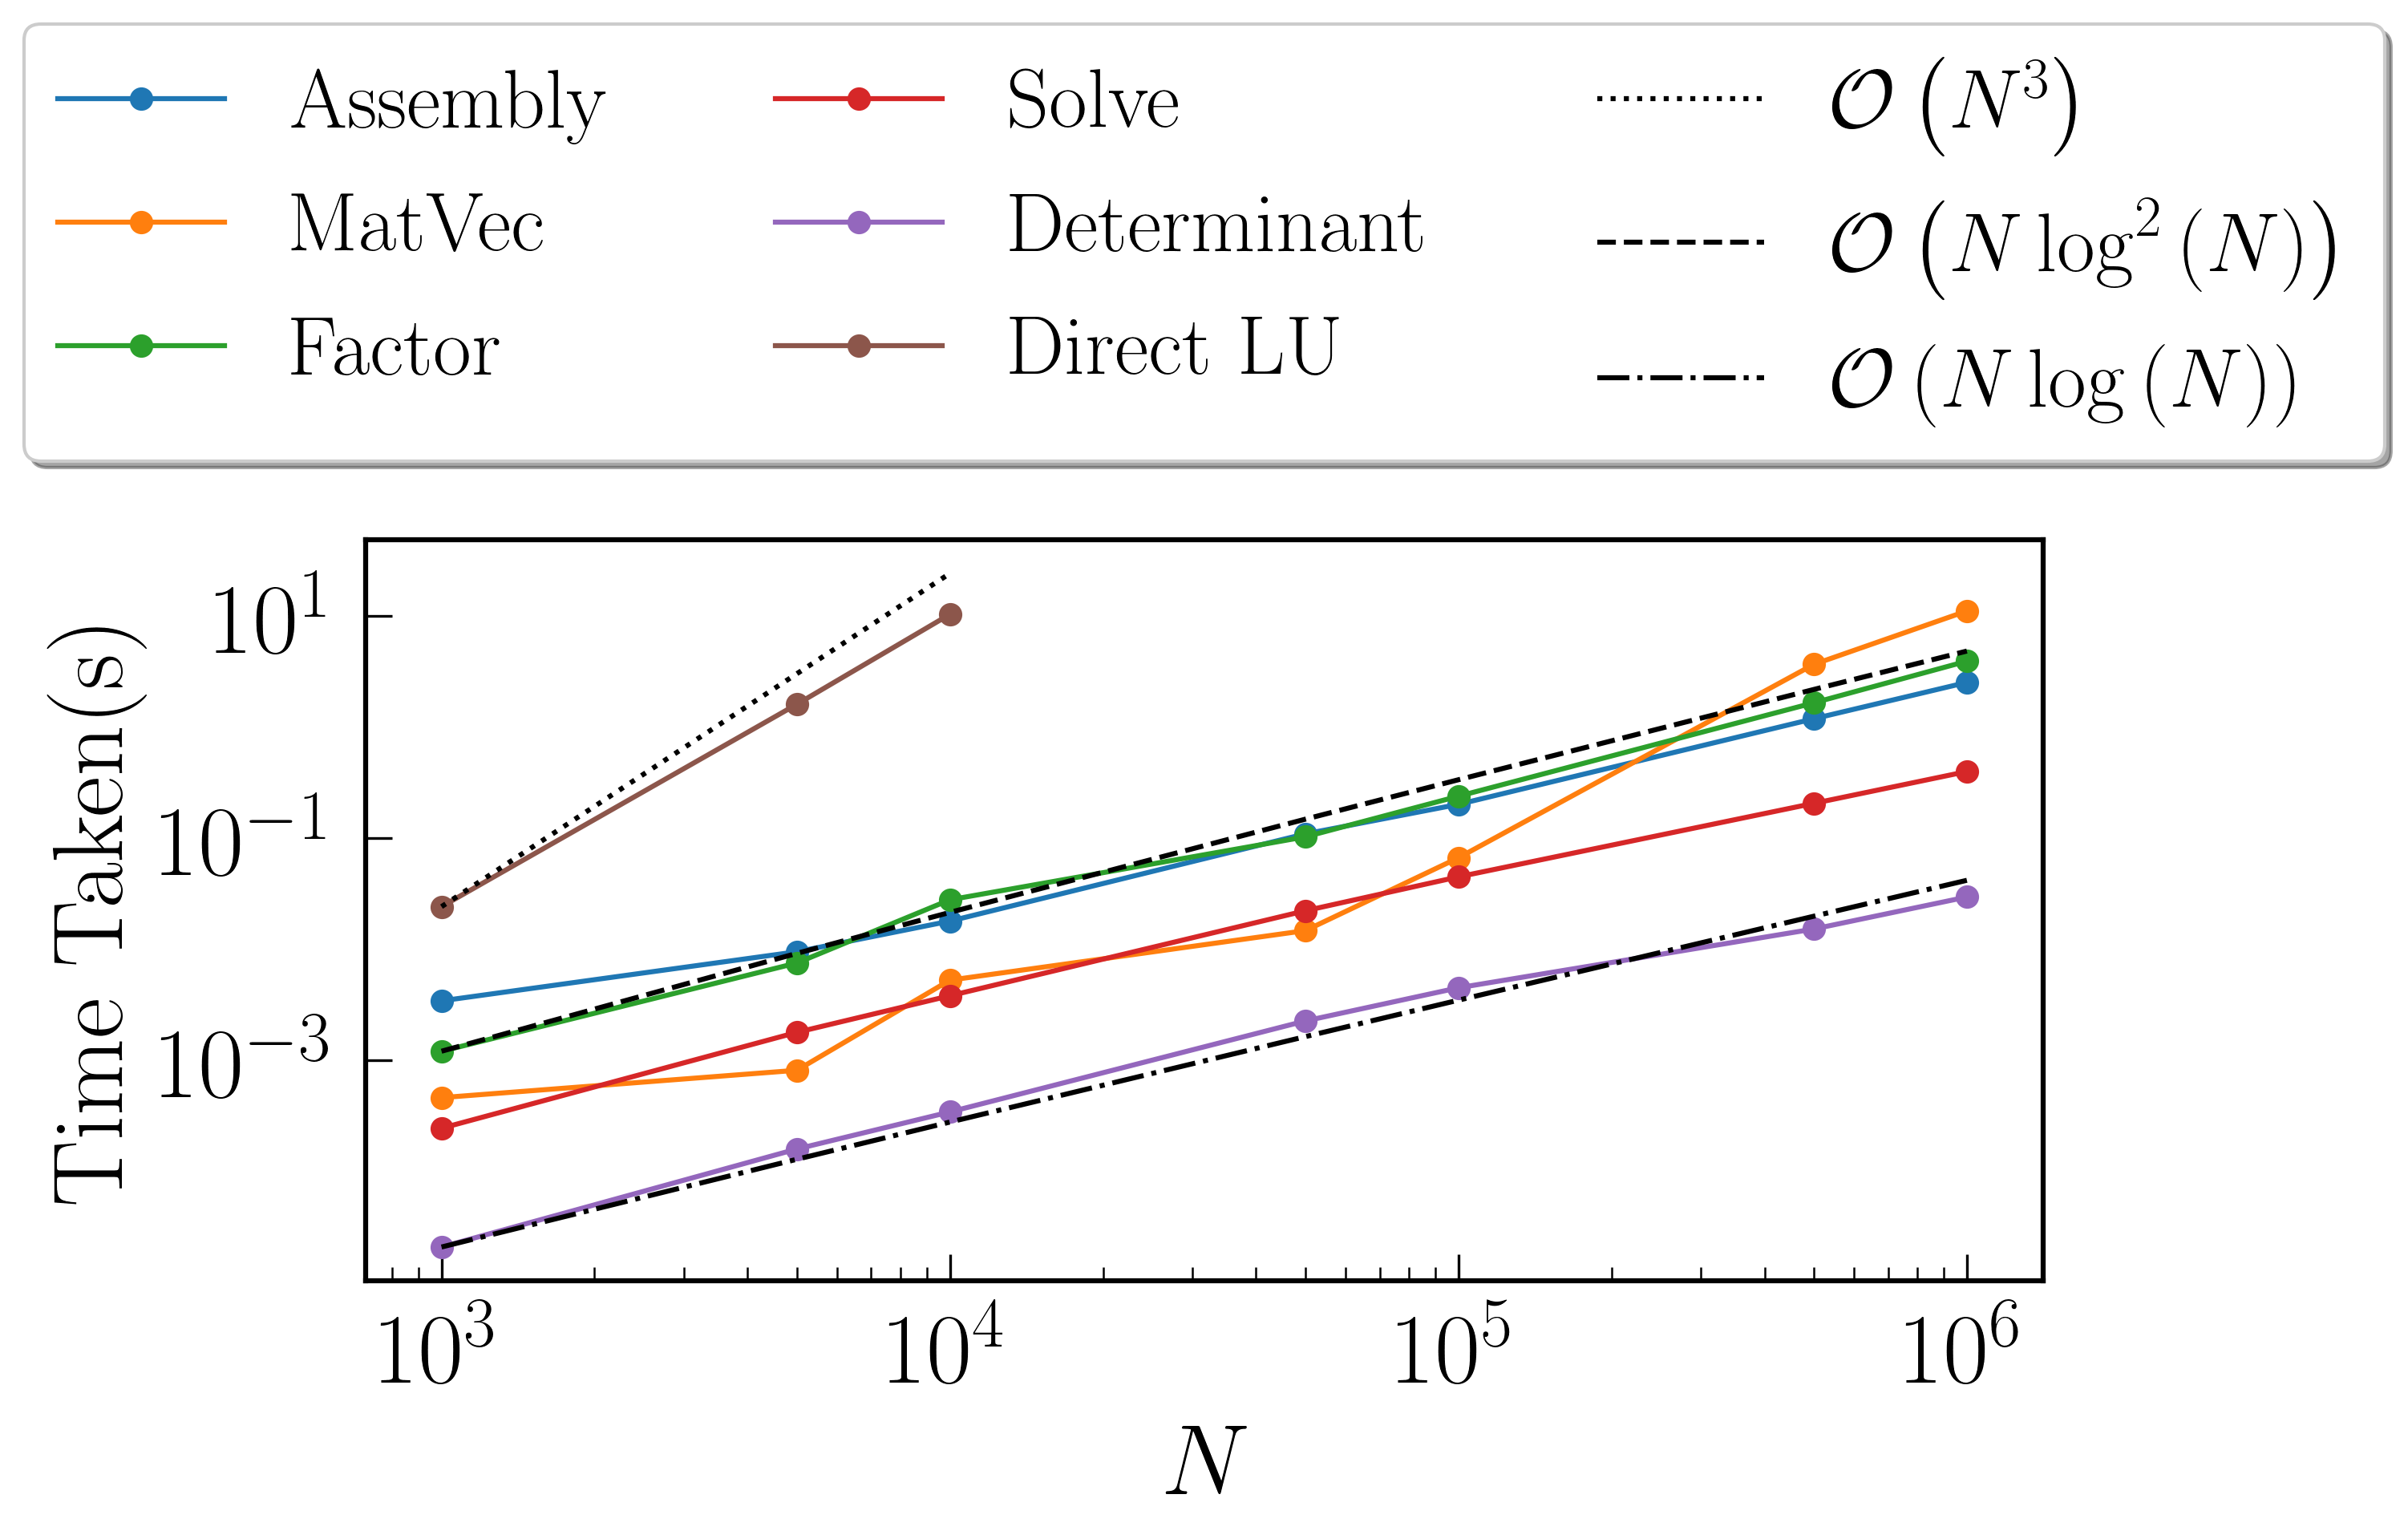 Assembly
MatVec
Factor
Solve
Determinant
Direct LU
𝒪(N³)
𝒪(N log²(N))
𝒪(N log(N))
Time Taken(s)
10¹
10⁻¹
10⁻³
10³ 10⁴ 10⁵ 10⁶
N